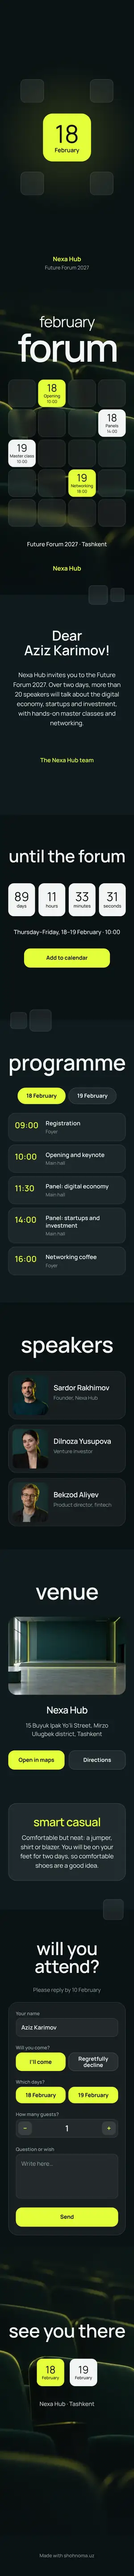 18
February
Nexa Hub
Future Forum 2027
february
forum
18
Opening
10:00
18
Panels
14:00
19
Master class
10:00
19
Networking
18:00
Future Forum 2027 · Tashkent
Nexa Hub
Dear
Aziz Karimov!
Nexa Hub invites you to the Future
Forum 2027. Over two days, more than
20 speakers will talk about the digital
economy, startups and investment,
with hands-on master classes and
networking.
The Nexa Hub team
until the forum
89
days
11
hours
33
minutes
31
seconds
Thursday–Friday, 18–19 February · 10:00
Add to calendar
programme
18 February
19 February
09:00
Registration
Foyer
10:00
Opening and keynote
Main hall
11:30
Panel: digital economy
Main hall
14:00
Panel: startups and
investment
Main hall
16:00
Networking coffee
Foyer
speakers
Sardor Rakhimov
Founder, Nexa Hub
Dilnoza Yusupova
Venture investor
Bekzod Aliyev
Product director, fintech
venue
Nexa Hub
15 Buyuk Ipak Yo'li Street, Mirzo
Ulugbek district, Tashkent
Open in maps
Directions
smart casual
Comfortable but neat: a jumper,
shirt or blazer. You will be on your
feet for two days, so comfortable
shoes are a good idea.
will you
attend?
Please reply by 10 February
Your name
Aziz Karimov
Will you come?
I'll come
Regretfully
decline
Which days?
18 February
19 February
How many guests?
−
1
+
Question or wish
Write here...
Send
see you there
18
February
19
February
Nexa Hub · Tashkent